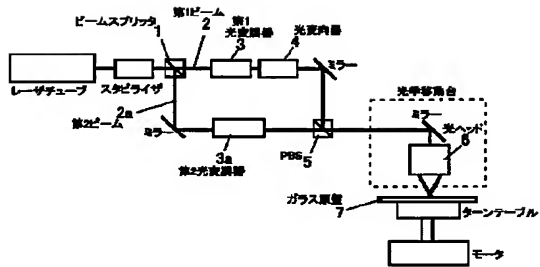 ビームスプリッタ
1
第1ビーム
2
第1
光変調器
3
光変向器
4
ミラー
レーザチューブ
スタビライザ
2a
第2ビーム
ミラー
3a
第2光変調器
PBS
5
光学移動台
ミラー
光ヘッド
6
ガラス原盤
7
ターンテーブル
モータ